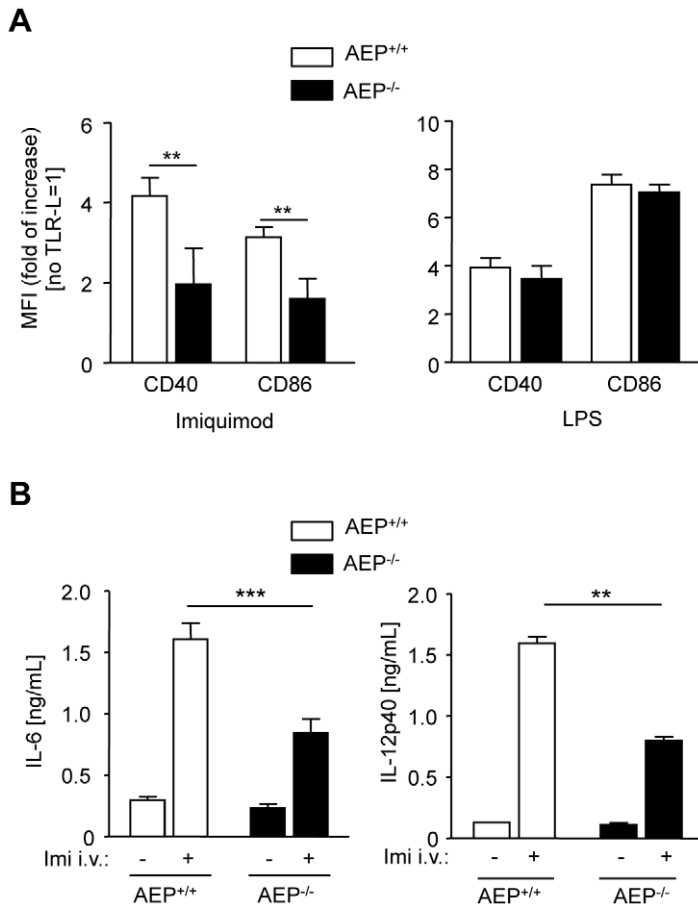 A
AEP+/+
AEP-/-
MFI (fold of increase)
[no TLR-L=1]
6
4
2
0
**
**
CD40 CD86
Imiquimod
10
8
6
4
2
0
CD40 CD86
LPS
B
AEP+/+
AEP-/-
IL-6 [ng/mL]
2.0
1.5
1.0
0.5
0
***
Imi i.v.: - + - +
AEP+/+ AEP-/-
IL-12p40 [ng/mL]
2.0
1.5
1.0
0.5
0
**
Imi i.v.: - + - +
AEP+/+ AEP-/-